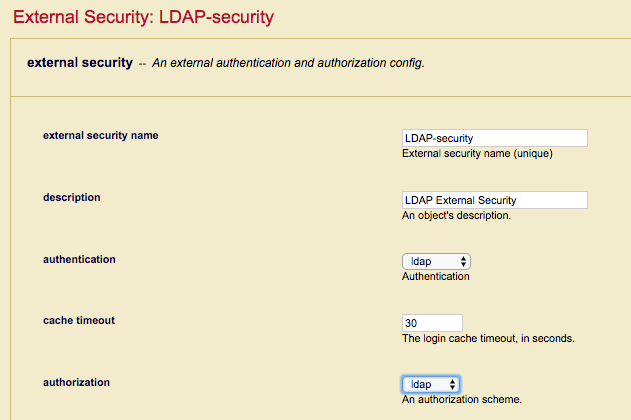 External Security: LDAP-security
external security -- An external authentication and authorization config.
external security name
LDAP-security
External security name (unique)
description
LDAP External Security
An object's description.
authentication
ldap
Authentication
cache timeout
30
The login cache timeout, in seconds.
authorization
ldap
An authorization scheme.